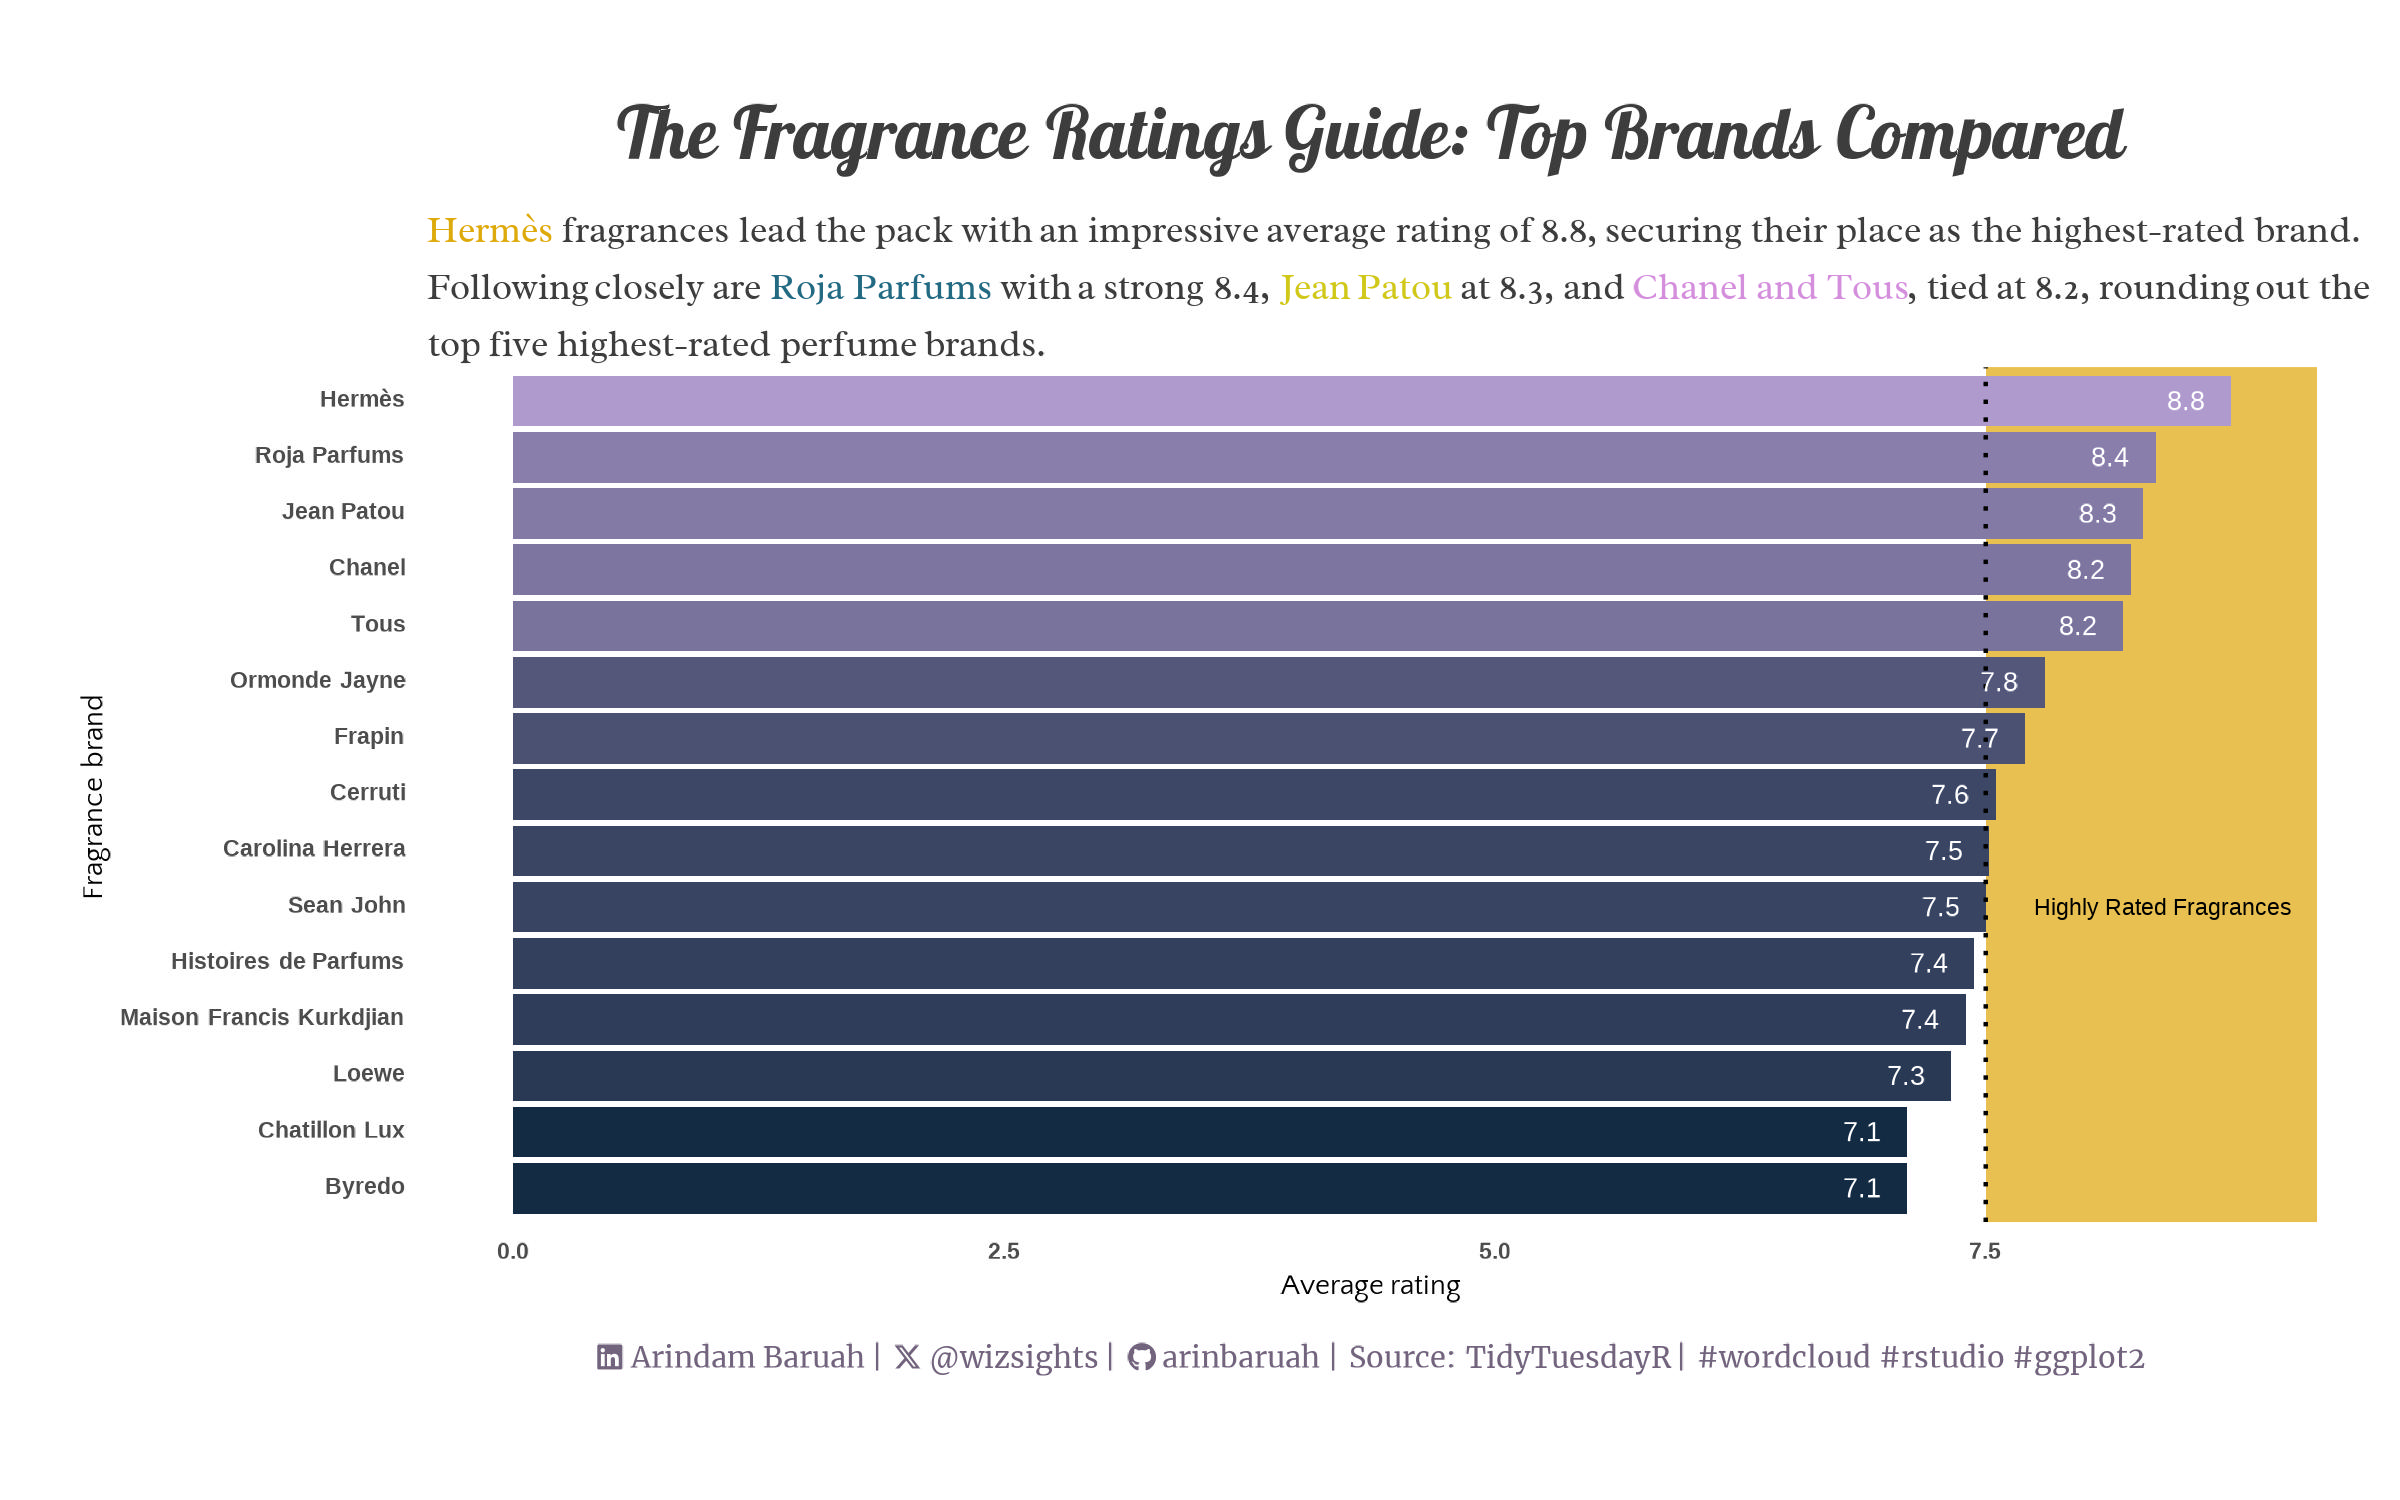 The Fragrance Ratings Guide: Top Brands Compared
Hermès fragrances lead the pack with an impressive average rating of 8.8, securing their place as the highest-rated brand.
Following closely are Roja Parfums with a strong 8.4, Jean Patou at 8.3, and Chanel and Tous, tied at 8.2, rounding out the
top five highest-rated perfume brands.
Fragrance brand
Hermès 8.8
Roja Parfums 8.4
Jean Patou 8.3
Chanel 8.2
Tous 8.2
Ormonde Jayne 7.8
Frapin 7.7
Cerruti 7.6
Carolina Herrera 7.5
Sean John 7.5 Highly Rated Fragrances
Histoires de Parfums 7.4
Maison Francis Kurkdjian 7.4
Loewe 7.3
Chatillon Lux 7.1
Byredo 7.1
0.0 2.5 5.0 7.5
Average rating
Arindam Baruah | @wizsights | arinbaruah | Source: TidyTuesdayR | #wordcloud #rstudio #ggplot2